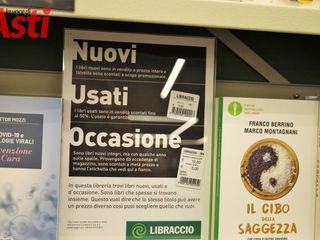 Asti
Nuovi
I libri nuovi sono in vendita a prezzo intero e
talvolta sono scontati a scopo promozionale.
Usati
I libri usati sono in vendita scontati fino
al 50%. L'usato è garantito
Occasione
Sono libri nuovi integri, ma con qualche anno
sulle spalle. Provengono da eccedenze di
magazzino, sono scontati a metà prezzo e
hanno l'etichetta che vedi qui a fianco.
In questa libreria trovi libri nuovi, usati e
d'occasione. Sono libri che spesso si trovano
insieme. Questo vuol dire che lo stesso titolo può avere
un prezzo diverso così puoi scegliere quello che vuoi.
LIBRACCIO
LIBRACCIO
TOR MOZZI
OVID-19 e
OLOGIE VIRALI
venzione
Cura
FRANCO BERRINO
MARCO MONTAGNANI
IL CIBO
DELLA
SAGGEZZA